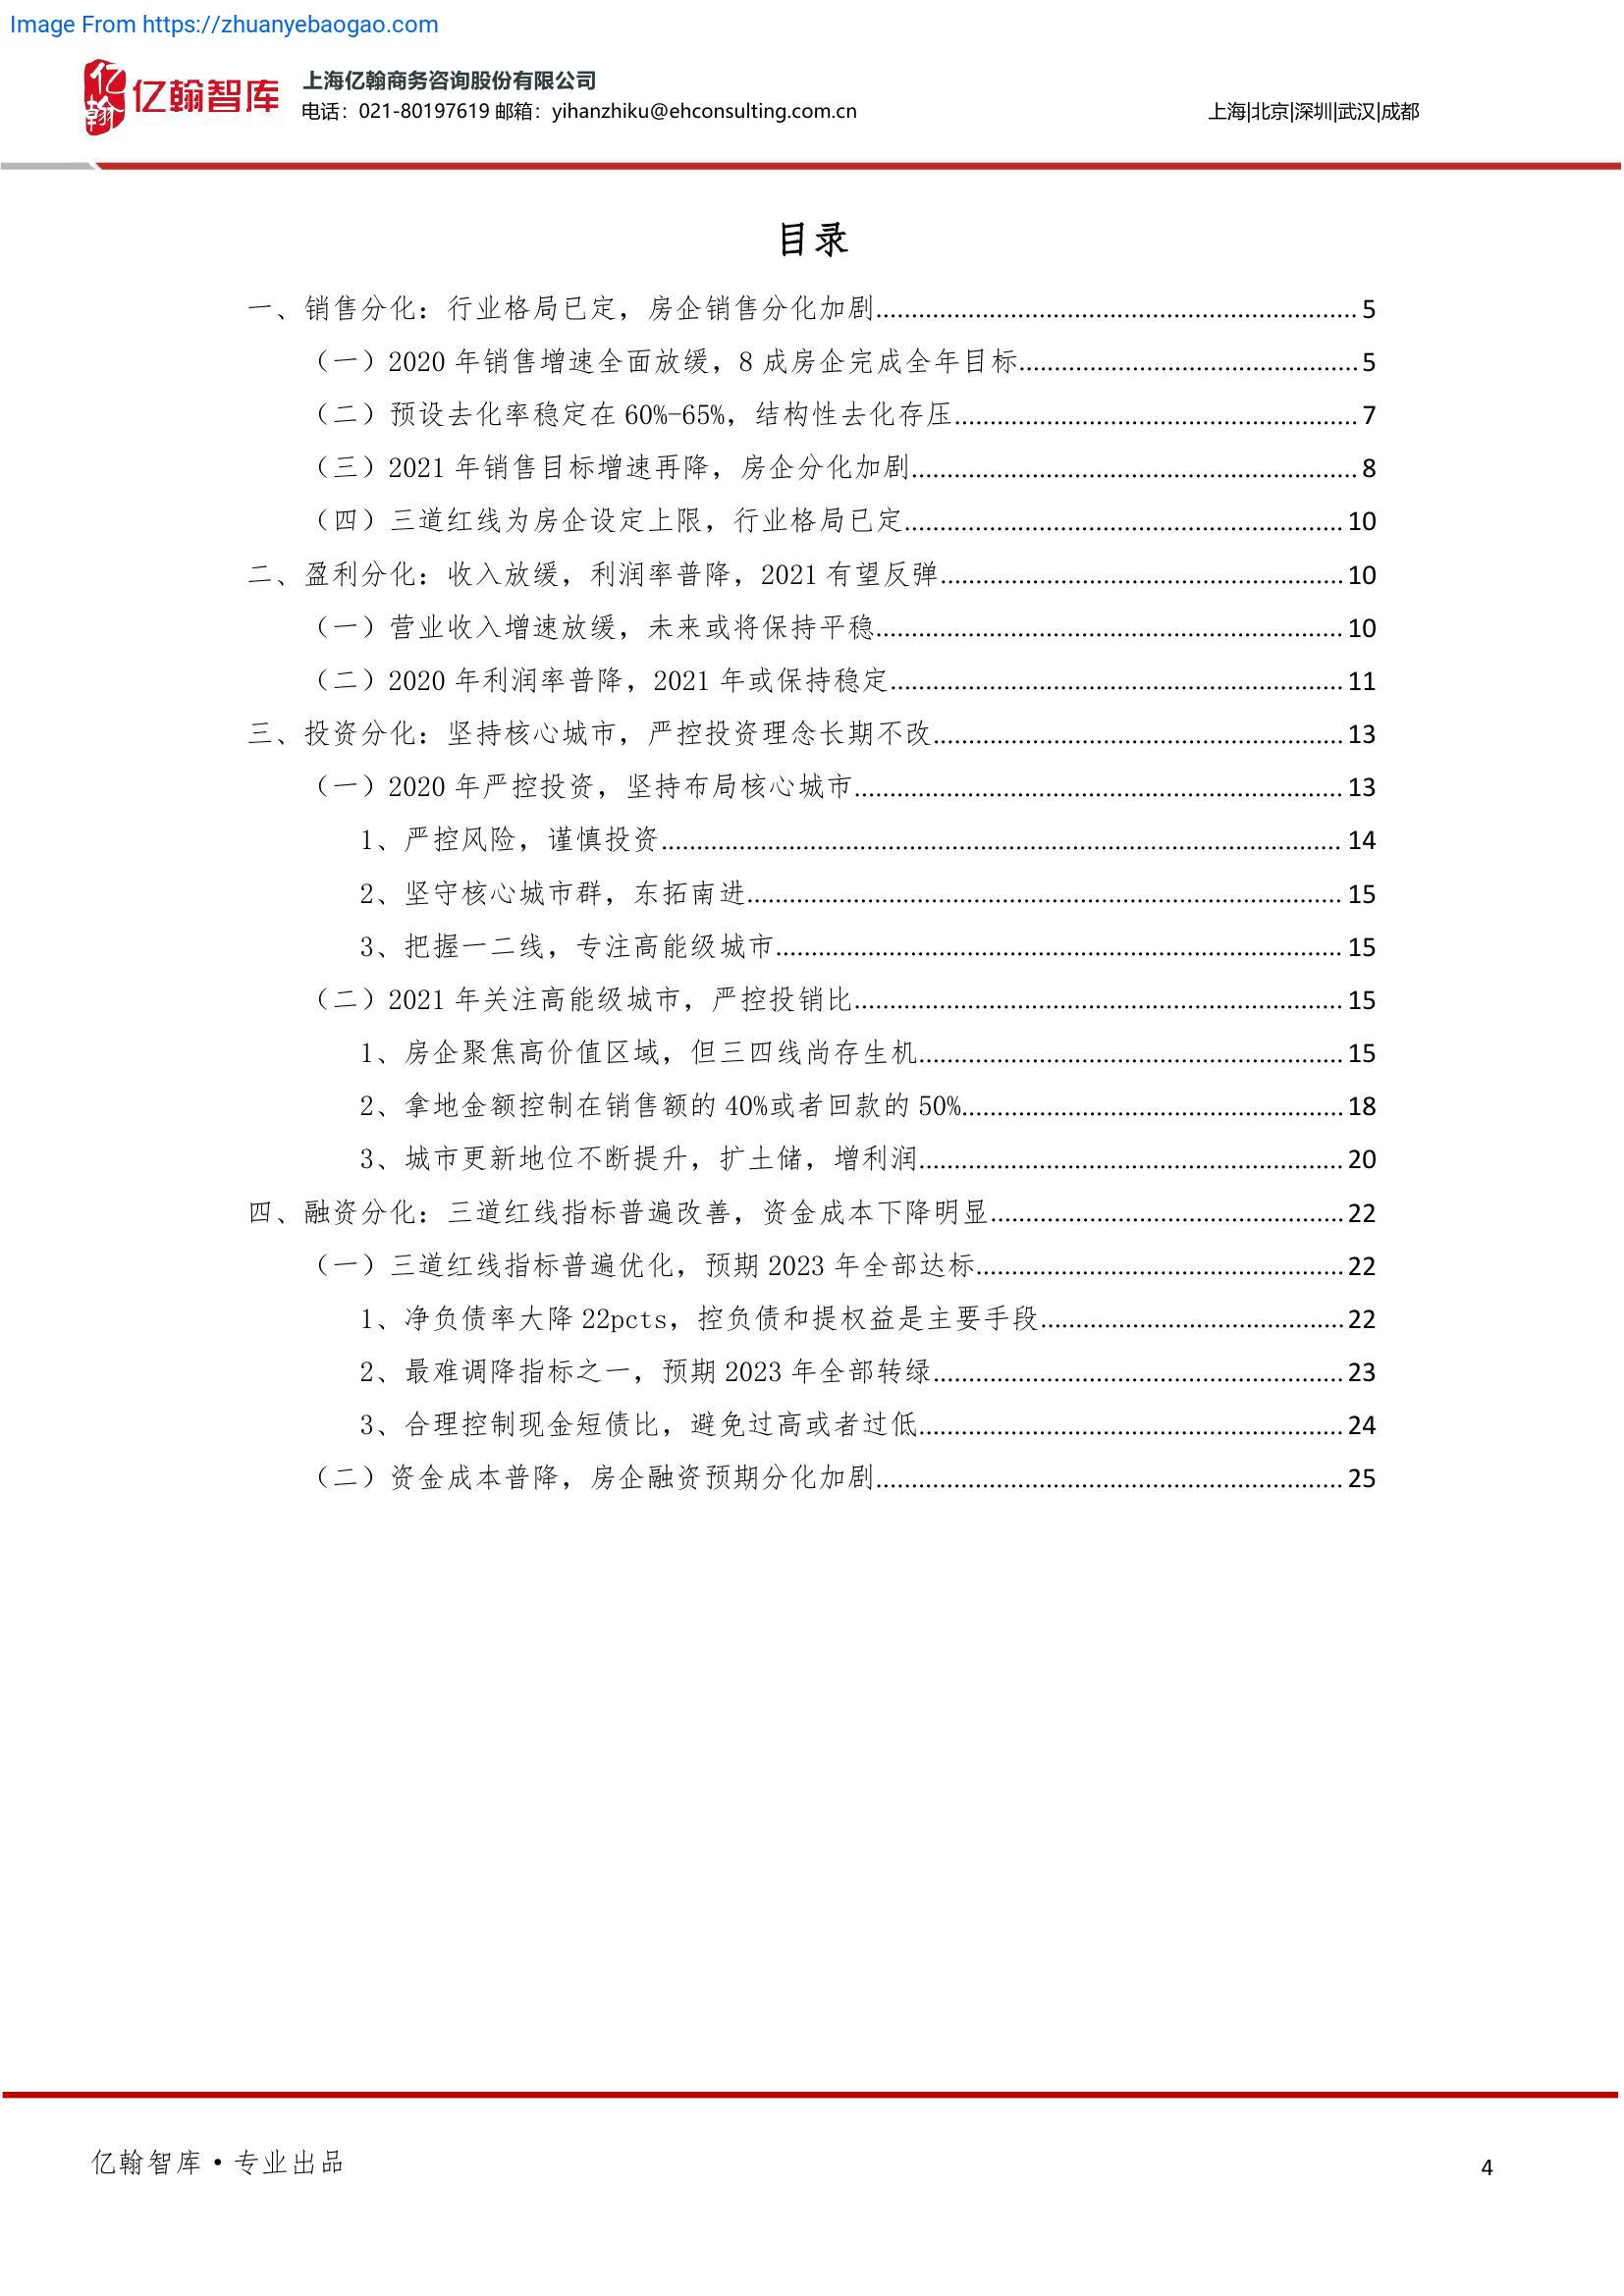 Image From https://zhuanyebaogao.com
亿翰
亿翰智库
上海亿翰商务咨询股份有限公司
电话：021-80197619 邮箱：yihanzhiku@ehconsulting.com.cn
上海|北京|深圳|武汉|成都
目录
一、销售分化：行业格局已定，房企销售分化加剧 5
（一）2020 年销售增速全面放缓，8 成房企完成全年目标 5
（二）预设去化率稳定在 60%-65%，结构性去化存压 7
（三）2021 年销售目标增速再降，房企分化加剧 8
（四）三道红线为房企设定上限，行业格局已定 10
二、盈利分化：收入放缓，利润率普降，2021 有望反弹 10
（一）营业收入增速放缓，未来或将保持平稳 10
（二）2020 年利润率普降，2021 年或保持稳定 11
三、投资分化：坚持核心城市，严控投资理念长期不改 13
（一）2020 年严控投资，坚持布局核心城市 13
1、严控风险，谨慎投资 14
2、坚守核心城市群，东拓南进 15
3、把握一二线，专注高能级城市 15
（二）2021 年关注高能级城市，严控投销比 15
1、房企聚焦高价值区域，但三四线尚存生机 15
2、拿地金额控制在销售额的 40%或者回款的 50% 18
3、城市更新地位不断提升，扩土储，增利润 20
四、融资分化：三道红线指标普遍改善，资金成本下降明显 22
（一）三道红线指标普遍优化，预期 2023 年全部达标 22
1、净负债率大降 22pcts，控负债和提权益是主要手段 22
2、最难调降指标之一，预期 2023 年全部转绿 23
3、合理控制现金短债比，避免过高或者过低 24
（二）资金成本普降，房企融资预期分化加剧 25
亿翰智库·专业出品
4